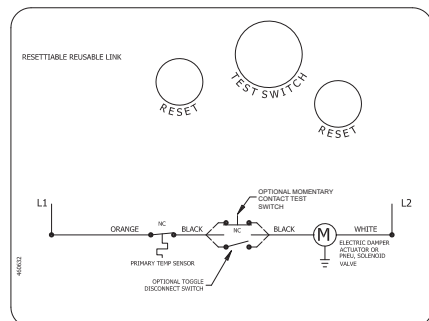 RESETTIABLE REUSABLE LINK
TEST SWITCH
RESET
RESET
OPTIONAL MOMENTARY
CONTACT TEST
SWITCH
L1
L2
NC
NC
ORANGE
BLACK
BLACK
M
WHITE
PRIMARY TEMP SENSOR
ELECTRIC DAMPER
ACTUATOR OR
PNEU, SOLENOID
VALVE
OPTIONAL TOGGLE
DISCONNECT SWITCH
460632